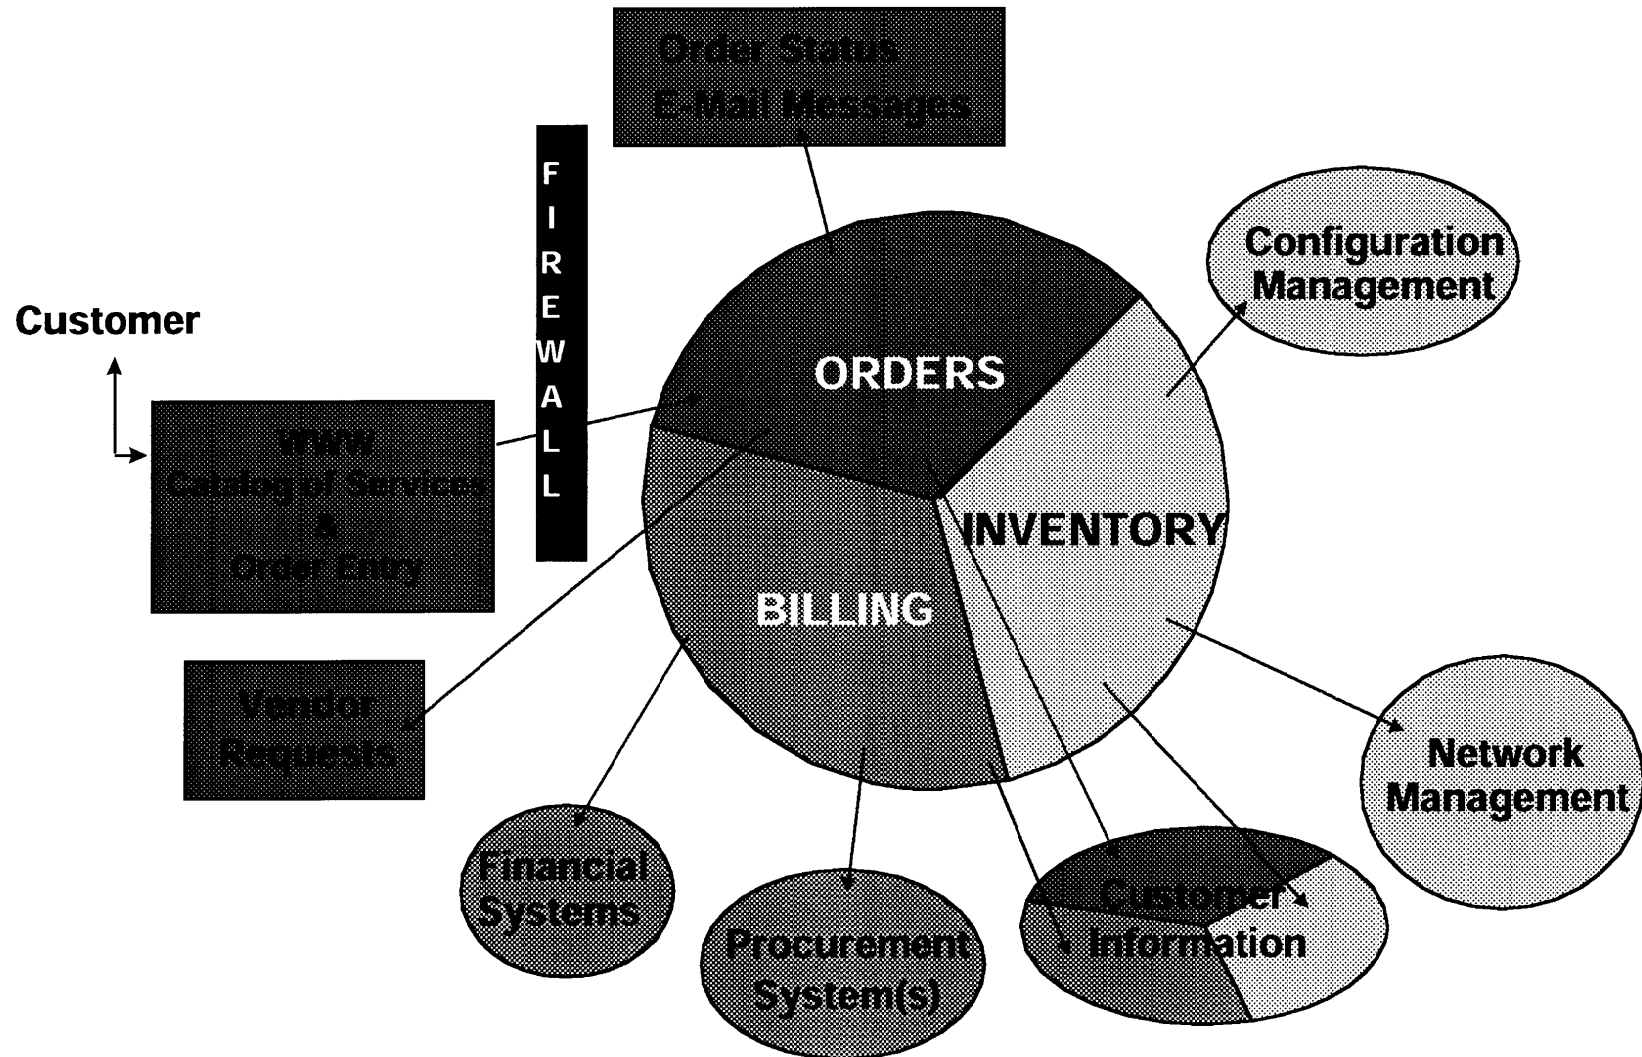 Order Status
E-Mail Messages
FIREWALL
Configuration
Management
Customer
ORDERS
WWW
Catalog of Services
&
Order Entry
INVENTORY
BILLING
Vendor
Requests
Network
Management
Financial
Systems
Customer
Information
Procurement
System(s)